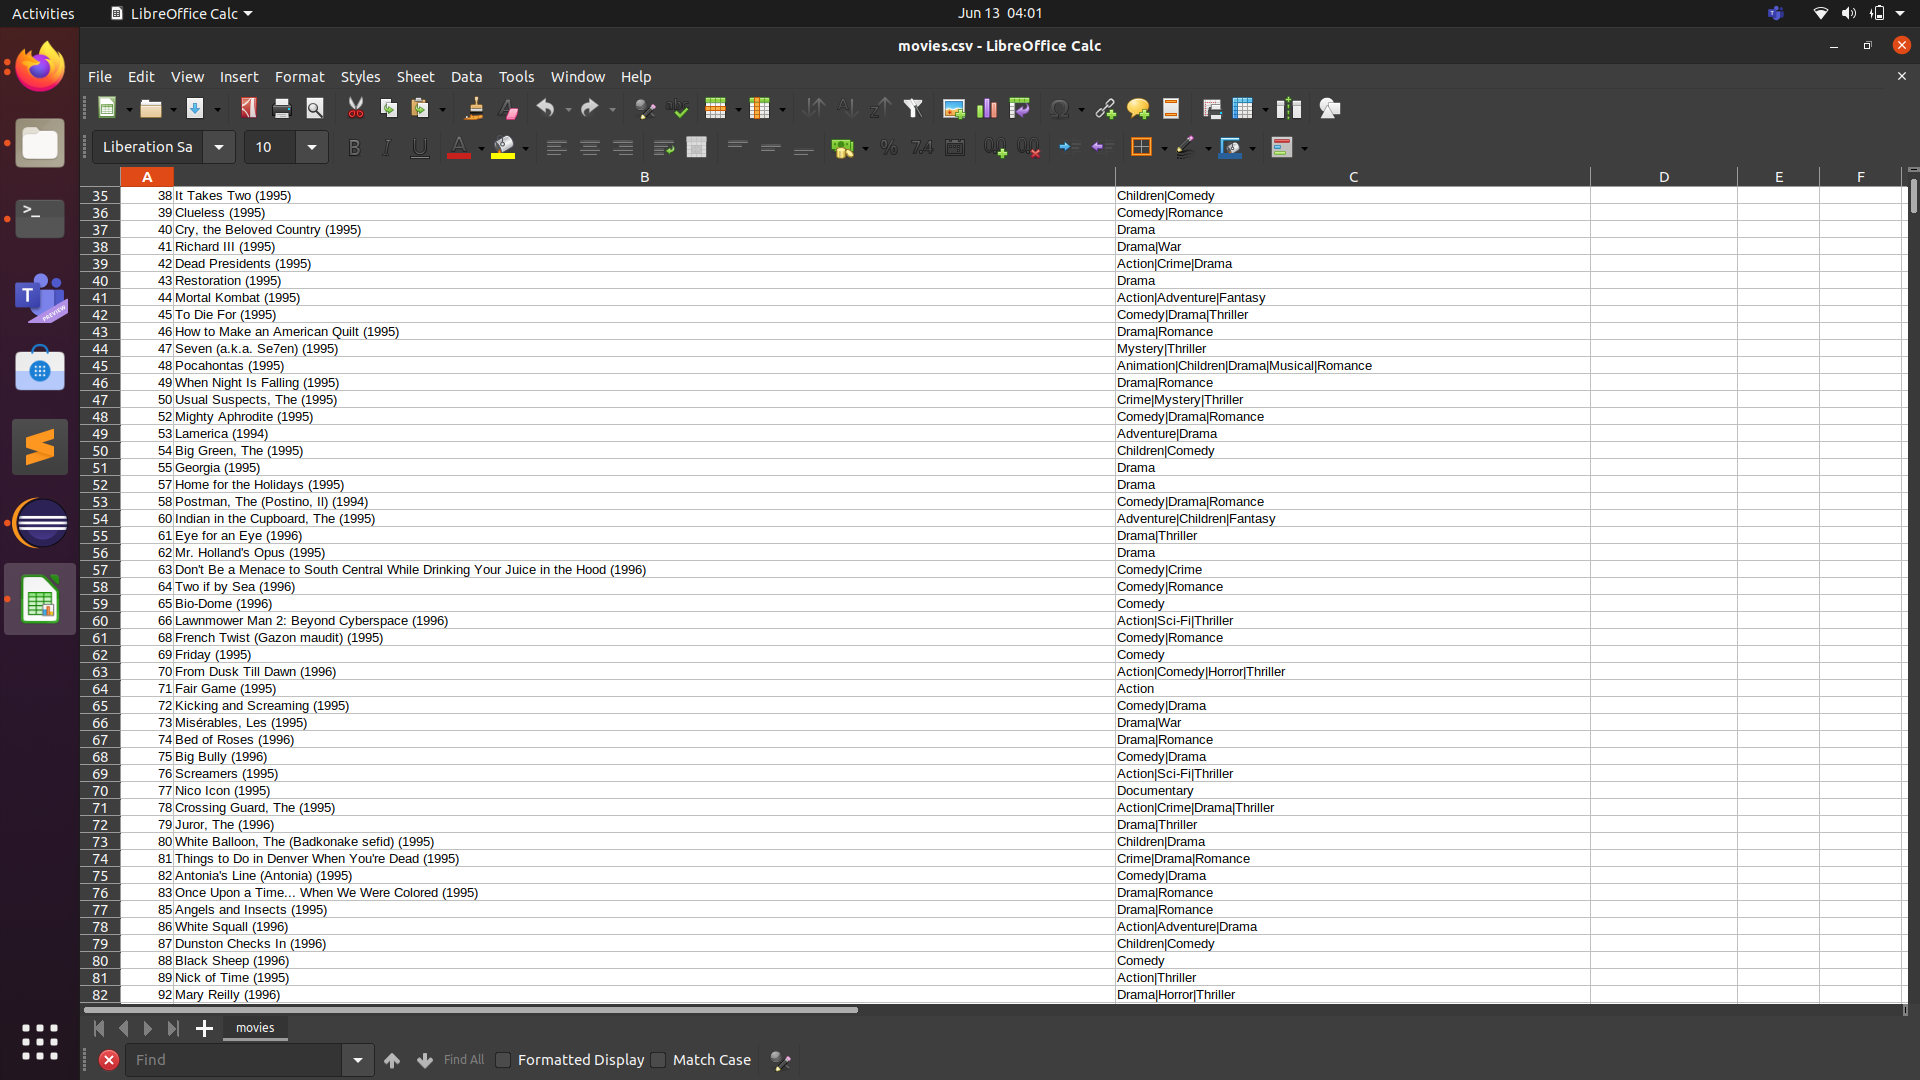 Activities LibreOffice Calc Jun 13 04:01
movies.csv - LibreOffice Calc
File Edit View Insert Format Styles Sheet Data Tools Window Help
Liberation Sa 10
A B C D E F
35 38 It Takes Two (1995) Children|Comedy
36 39 Clueless (1995) Comedy|Romance
37 40 Cry, the Beloved Country (1995) Drama
38 41 Richard III (1995) Drama|War
39 42 Dead Presidents (1995) Action|Crime|Drama
40 43 Restoration (1995) Drama
41 44 Mortal Kombat (1995) Action|Adventure|Fantasy
42 45 To Die For (1995) Comedy|Drama|Thriller
43 46 How to Make an American Quilt (1995) Drama|Romance
44 47 Seven (a.k.a. Se7en) (1995) Mystery|Thriller
45 48 Pocahontas (1995) Animation|Children|Drama|Musical|Romance
46 49 When Night Is Falling (1995) Drama|Romance
47 50 Usual Suspects, The (1995) Crime|Mystery|Thriller
48 52 Mighty Aphrodite (1995) Comedy|Drama|Romance
49 53 Lamerica (1994) Adventure|Drama
50 54 Big Green, The (1995) Children|Comedy
51 55 Georgia (1995) Drama
52 57 Home for the Holidays (1995) Drama
53 58 Postman, The (Postino, Il) (1994) Comedy|Drama|Romance
54 60 Indian in the Cupboard, The (1995) Adventure|Children|Fantasy
55 61 Eye for an Eye (1996) Drama|Thriller
56 62 Mr. Holland's Opus (1995) Drama
57 63 Don't Be a Menace to South Central While Drinking Your Juice in the Hood (1996) Comedy|Crime
58 64 Two if by Sea (1996) Comedy|Romance
59 65 Bio-Dome (1996) Comedy
60 66 Lawnmower Man 2: Beyond Cyberspace (1996) Action|Sci-Fi|Thriller
61 68 French Twist (Gazon maudit) (1995) Comedy|Romance
62 69 Friday (1995) Comedy
63 70 From Dusk Till Dawn (1996) Action|Comedy|Horror|Thriller
64 71 Fair Game (1995) Action
65 72 Kicking and Screaming (1995) Comedy|Drama
66 73 Misérables, Les (1995) Drama|War
67 74 Bed of Roses (1996) Drama|Romance
68 75 Big Bully (1996) Comedy|Drama
69 76 Screamers (1995) Action|Sci-Fi|Thriller
70 77 Nico Icon (1995) Documentary
71 78 Crossing Guard, The (1995) Action|Crime|Drama|Thriller
72 79 Juror, The (1996) Drama|Thriller
73 80 White Balloon, The (Badkonake sefid) (1995) Children|Drama
74 81 Things to Do in Denver When You're Dead (1995) Crime|Drama|Romance
75 82 Antonia's Line (Antonia) (1995) Comedy|Drama
76 83 Once Upon a Time... When We Were Colored (1995) Drama|Romance
77 85 Angels and Insects (1995) Drama|Romance
78 86 White Squall (1996) Action|Adventure|Drama
79 87 Dunston Checks In (1996) Children|Comedy
80 88 Black Sheep (1996) Comedy
81 89 Nick of Time (1995) Action|Thriller
82 92 Mary Reilly (1996) Drama|Horror|Thriller
movies
Find Find All Formatted Display Match Case